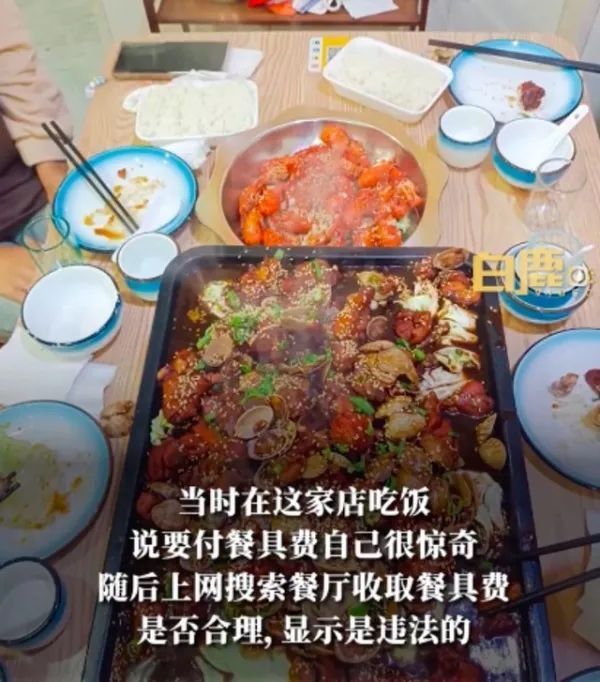 白鹿
当时在这家店吃饭
说要付餐具费自己很惊奇
随后上网搜索餐厅收取餐具费
是否合理,显示是违法的